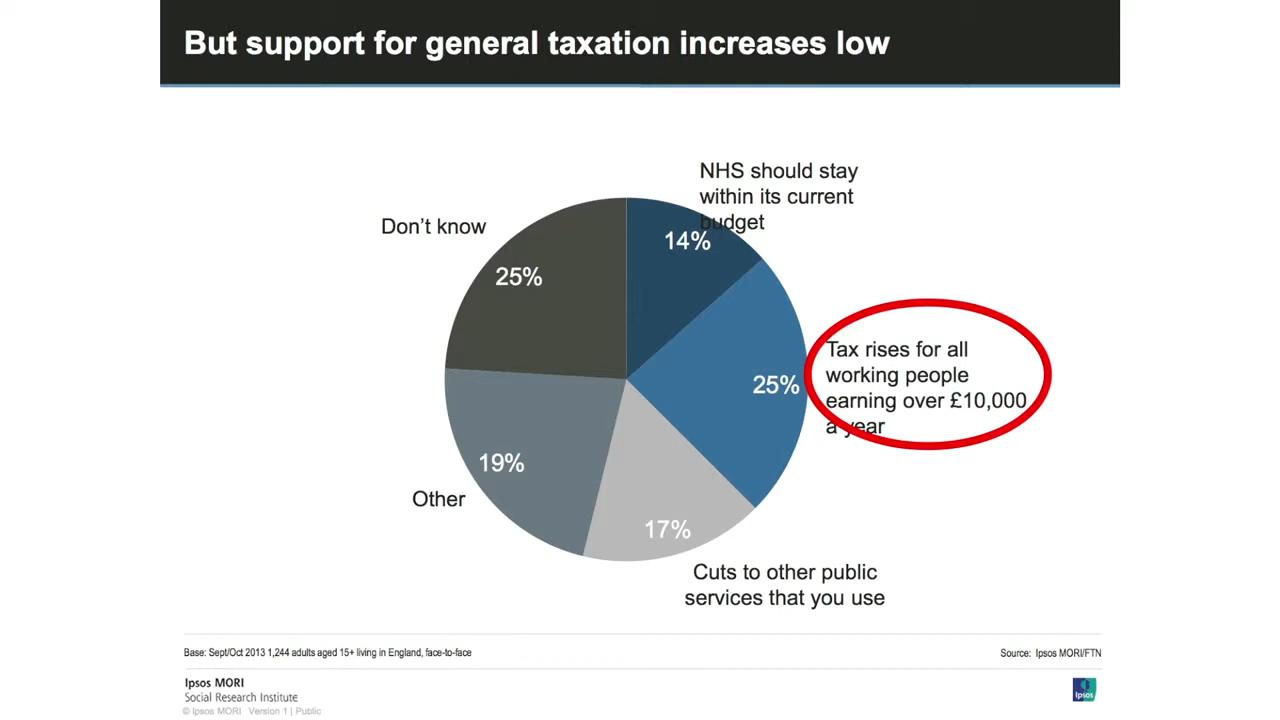 But support for general taxation increases low
NHS should stay
within its current
budget
14%
Don’t know
25%
Tax rises for all
working people
earning over £10,000
a year
25%
19%
Other
17%
Cuts to other public
services that you use
Base: Sept/Oct 2013 1,244 adults aged 15+ living in England, face-to-face
Source: Ipsos MORI/FTN
Ipsos MORI
Social Research Institute
© Ipsos MORI Version 1 | Public
Ipsos